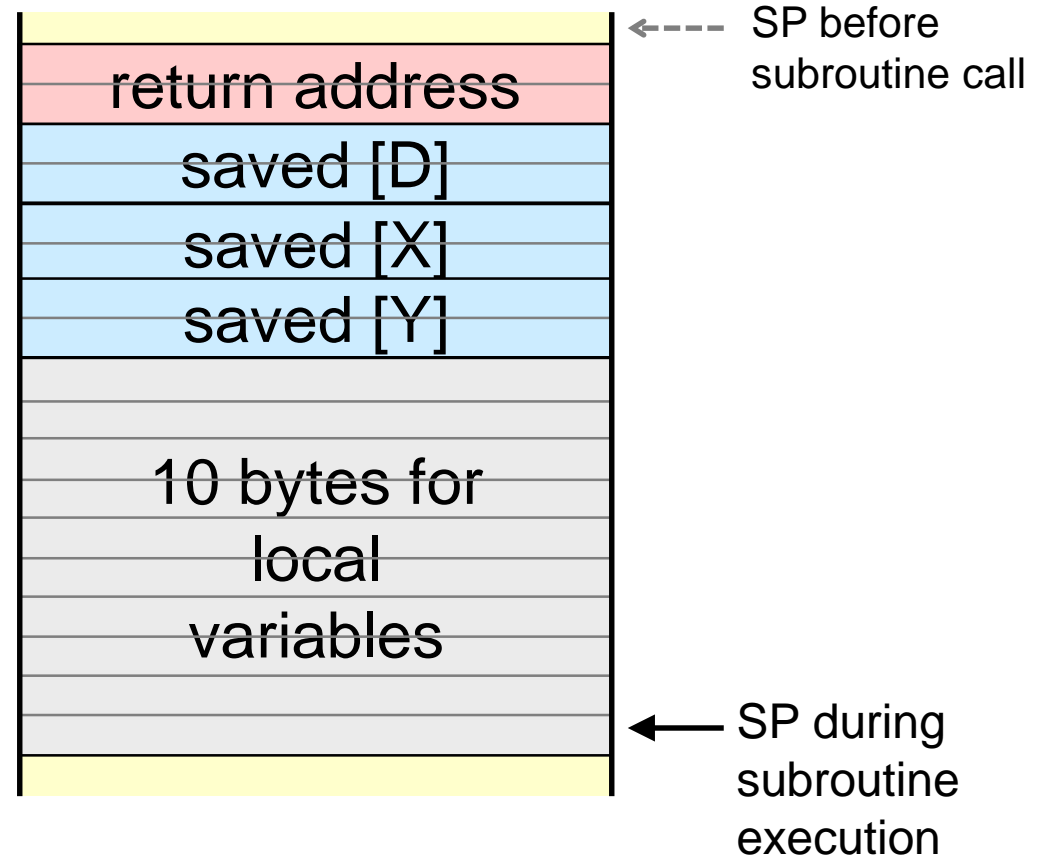 SP before
subroutine call
return address
saved [D]
saved [X]
saved [Y]
10 bytes for
local
variables
SP during
subroutine
execution